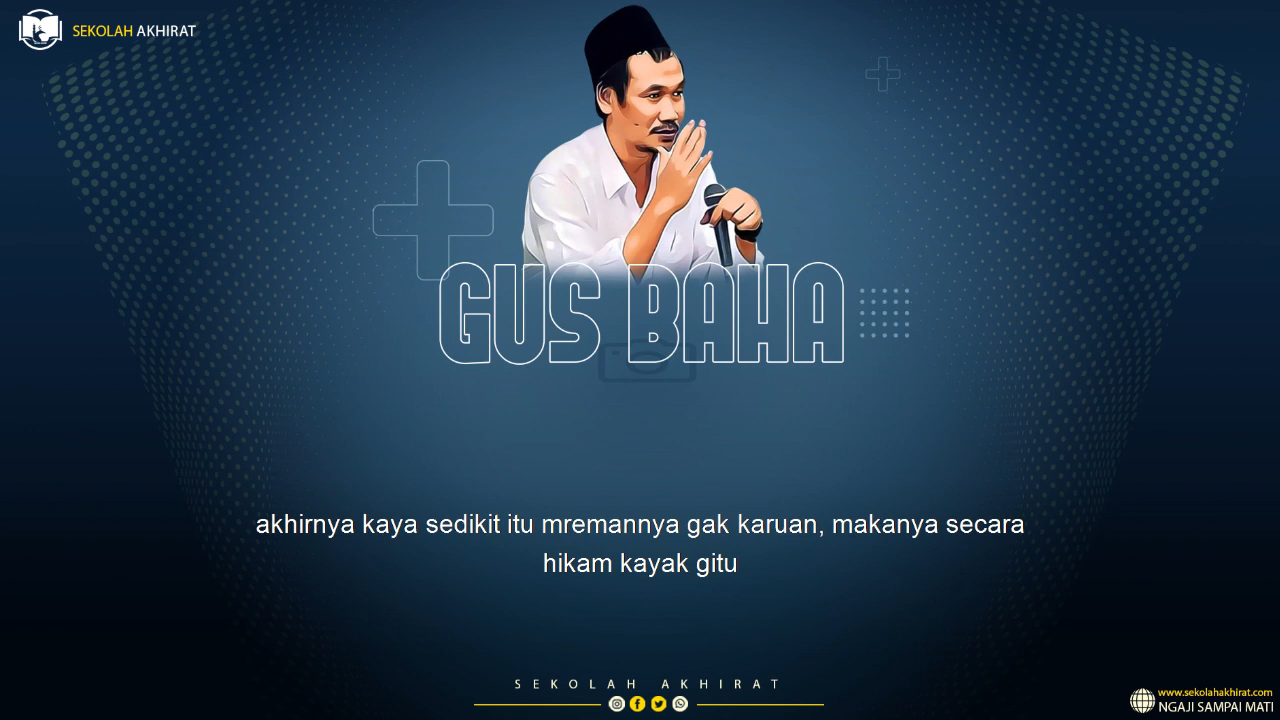 SEKOLAH AKHIRAT
GUS BAHA
akhirnya kaya sedikit itu mremannya gak karuan, makanya secara
hikam kayak gitu
SEKOLAH AKHIRAT
www.sekolahakhirat.com
NGAJI SAMPAI MATI